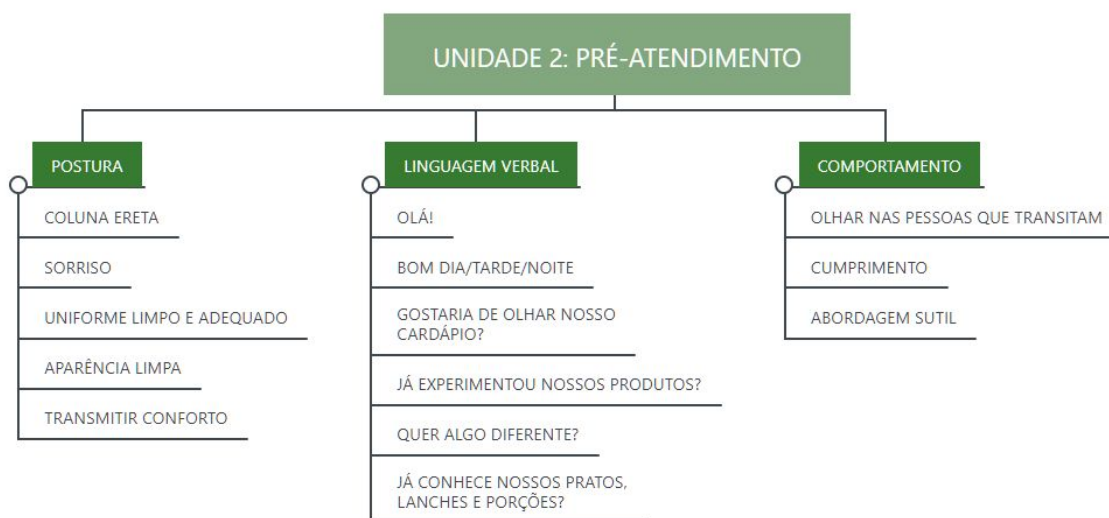 UNIDADE 2: PRÉ-ATENDIMENTO
POSTURA
COLUNA ERETA
SORRISO
UNIFORME LIMPO E ADEQUADO
APARÊNCIA LIMPA
TRANSMITIR CONFORTO
LINGUAGEM VERBAL
OLÁ!
BOM DIA/TARDE/NOITE
GOSTARIA DE OLHAR NOSSO
CARDÁPIO?
JÁ EXPERIMENTOU NOSSOS PRODUTOS?
QUER ALGO DIFERENTE?
JÁ CONHECE NOSSOS PRATOS,
LANCHES E PORÇÕES?
COMPORTAMENTO
OLHAR NAS PESSOAS QUE TRANSITAM
CUMPRIMENTO
ABORDAGEM SUTIL